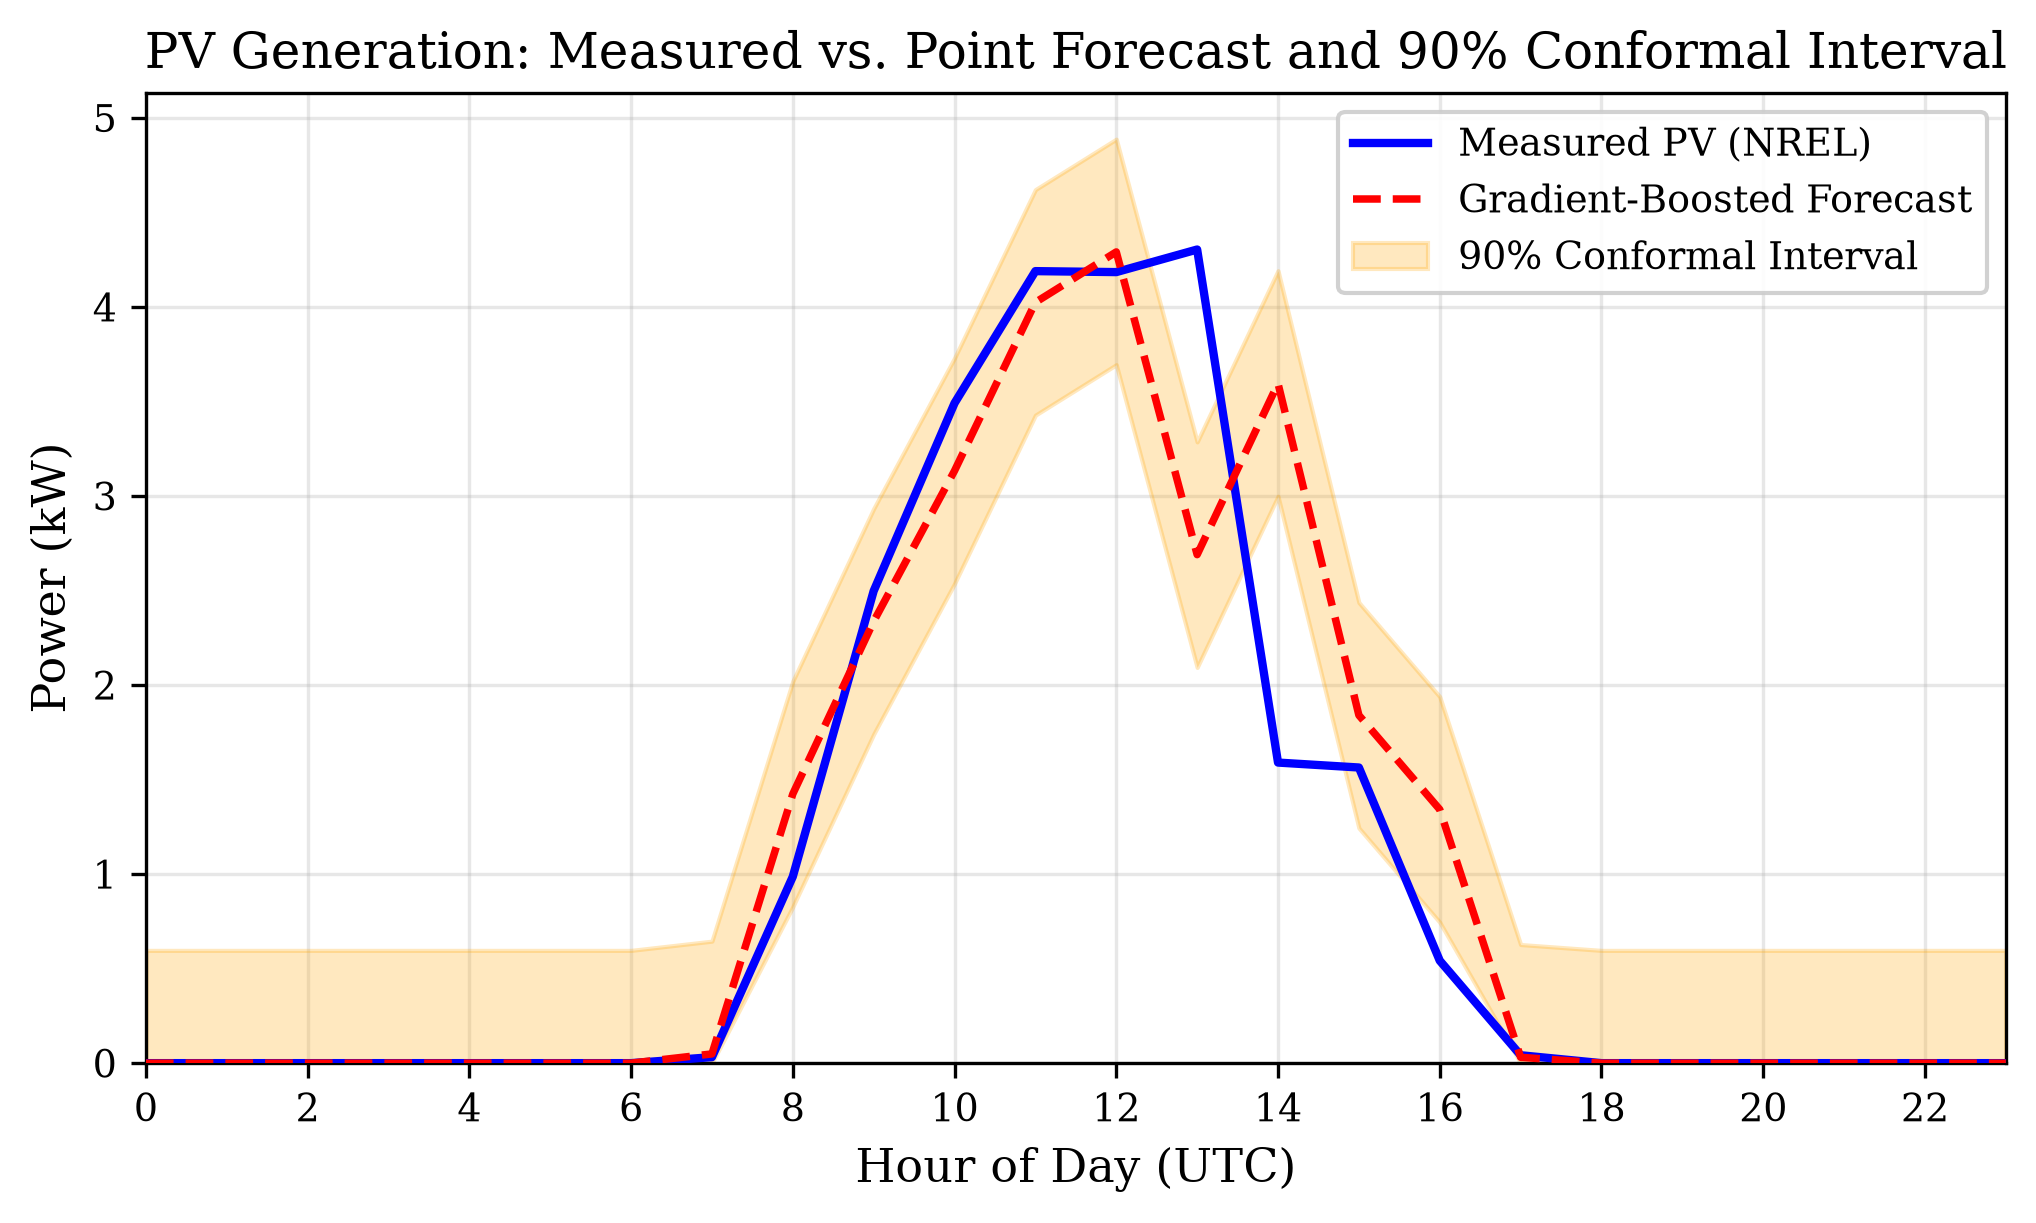 PV Generation: Measured vs. Point Forecast and 90% Conformal Interval
Measured PV (NREL)
Gradient-Boosted Forecast
90% Conformal Interval
Power (kW)
5
4
3
2
1
0
0 2 4 6 8 10 12 14 16 18 20 22
Hour of Day (UTC)